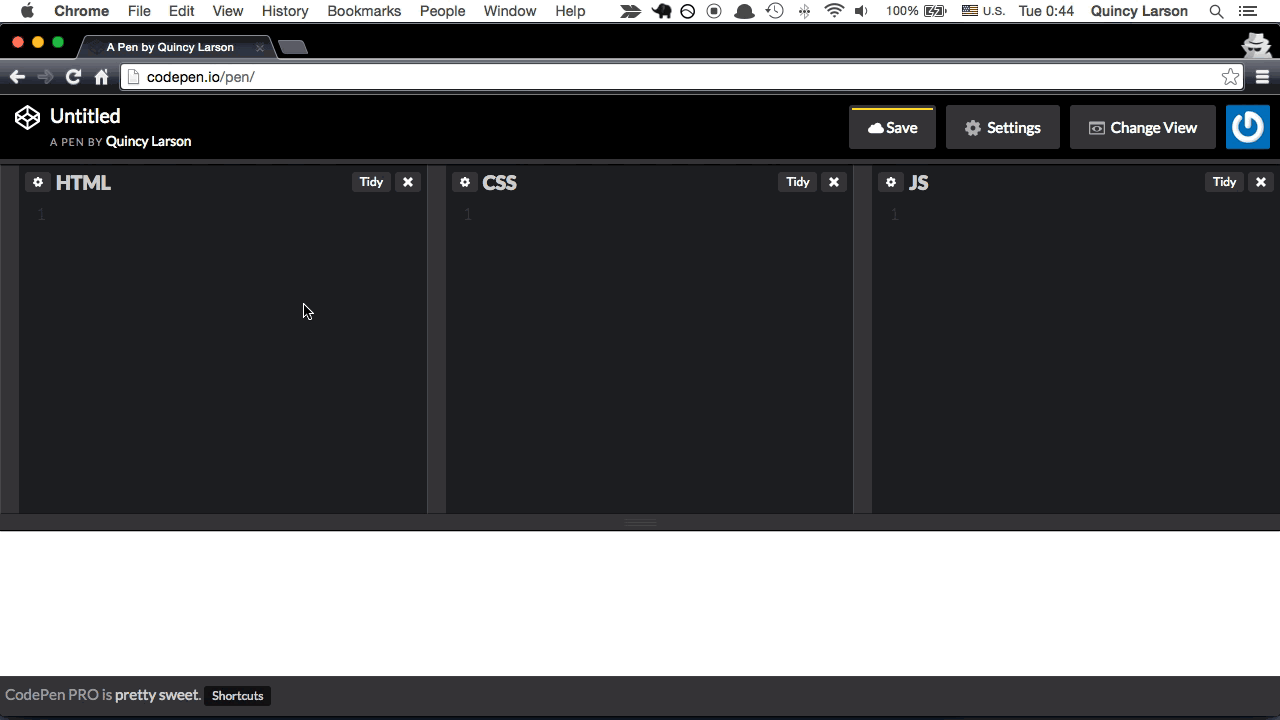 Chrome File Edit View History Bookmarks People Window Help 100% U.S. Tue 0:44 Quincy Larson
A Pen by Quincy Larson
codepen.io/pen/
Untitled
A PEN BY Quincy Larson
Save Settings Change View
HTML Tidy CSS Tidy JS Tidy
1 1 1
CodePen PRO is pretty sweet. Shortcuts